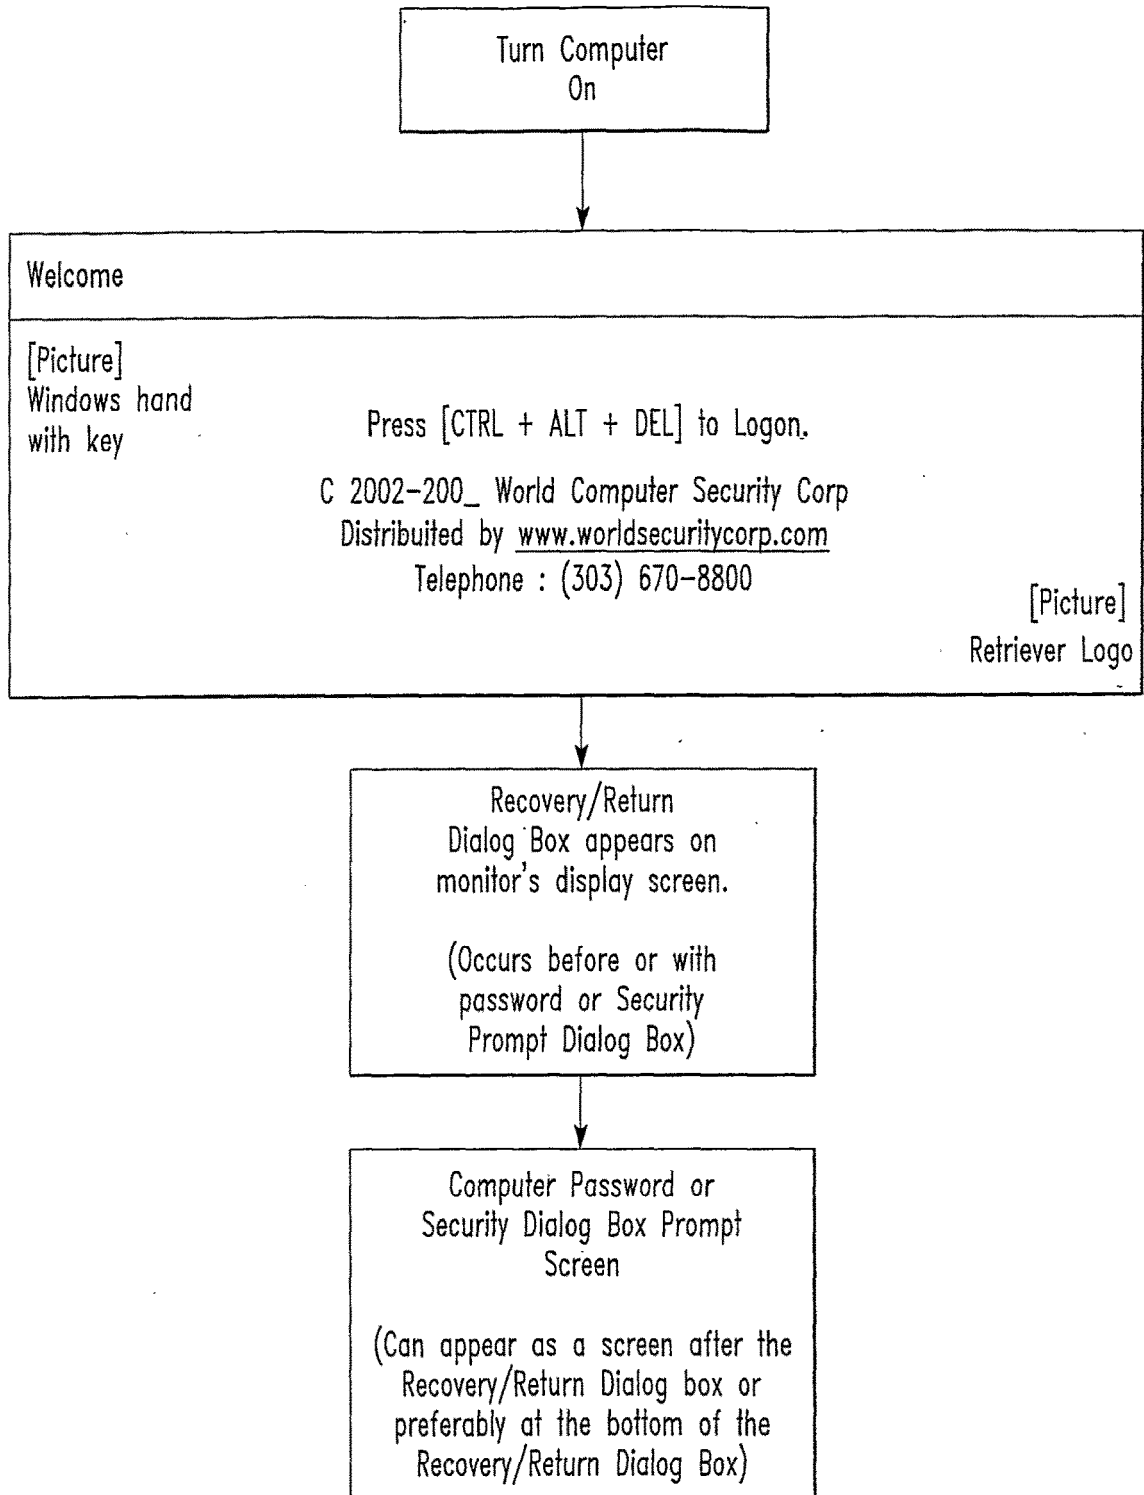 Turn Computer
On
Welcome
[Picture]
Windows hand
with key
Press [CTRL + ALT + DEL] to Logon.
C 2002-200_ World Computer Security Corp
Distribuited by www.worldsecuritycorp.com
Telephone : (303) 670-8800
[Picture]
Retriever Logo
Recovery/Return
Dialog Box appears on
monitor's display screen.
(Occurs before or with
password or Security
Prompt Dialog Box)
Computer Password or
Security Dialog Box Prompt
Screen
(Can appear as a screen after the
Recovery/Return Dialog box or
preferably at the bottom of the
Recovery/Return Dialog Box)